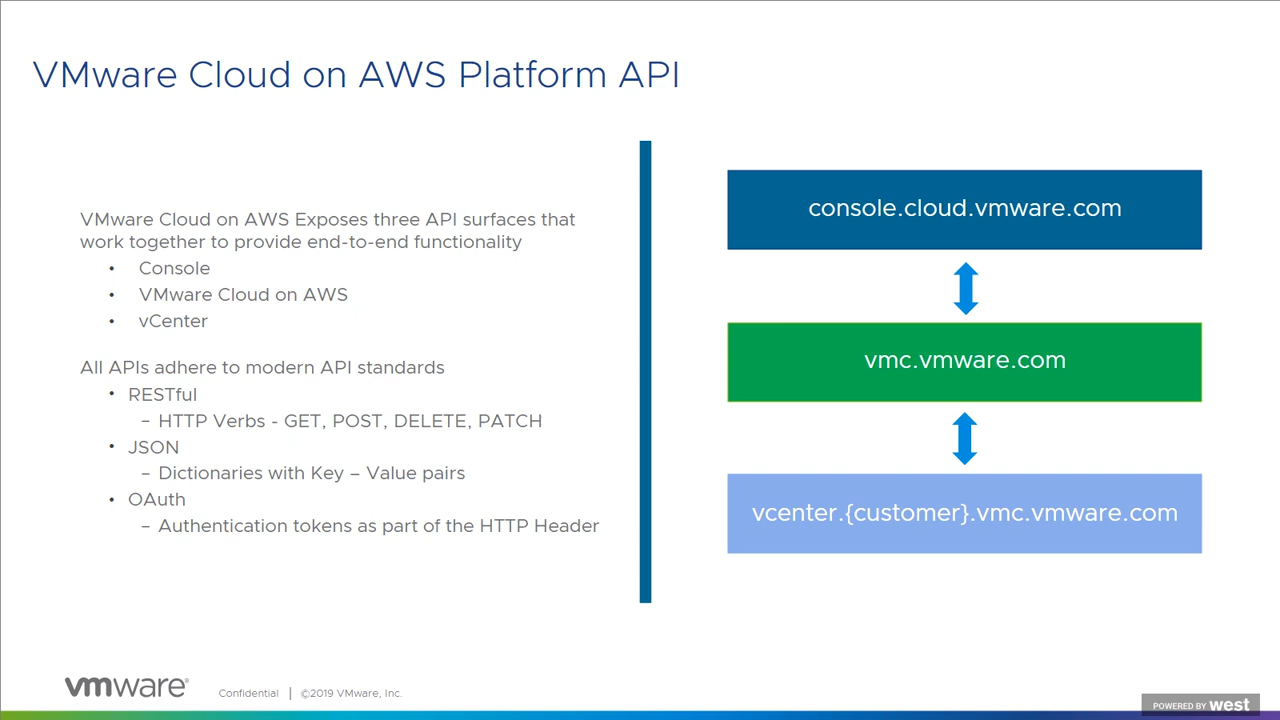 VMware Cloud on AWS Platform API
VMware Cloud on AWS Exposes three API surfaces that
work together to provide end-to-end functionality
• Console
• VMware Cloud on AWS
• vCenter
All APIs adhere to modern API standards
• RESTful
– HTTP Verbs - GET, POST, DELETE, PATCH
• JSON
– Dictionaries with Key – Value pairs
• OAuth
– Authentication tokens as part of the HTTP Header
console.cloud.vmware.com
vmc.vmware.com
vcenter.{customer}.vmc.vmware.com
vmware®
Confidential | ©2019 VMware, Inc.
POWERED BY west